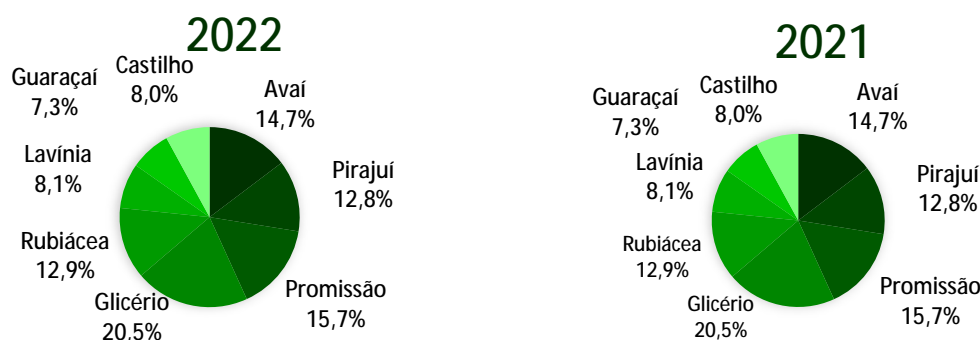 2022
Castilho
8,0%
Guaraçaí
7,3%
Avaí
14,7%
Lavínia
8,1%
Pirajuí
12,8%
Rubiácea
12,9%
Glicério
20,5%
Promissão
15,7%
2021
Castilho
8,0%
Guaraçaí
7,3%
Avaí
14,7%
Lavínia
8,1%
Pirajuí
12,8%
Rubiácea
12,9%
Glicério
20,5%
Promissão
15,7%